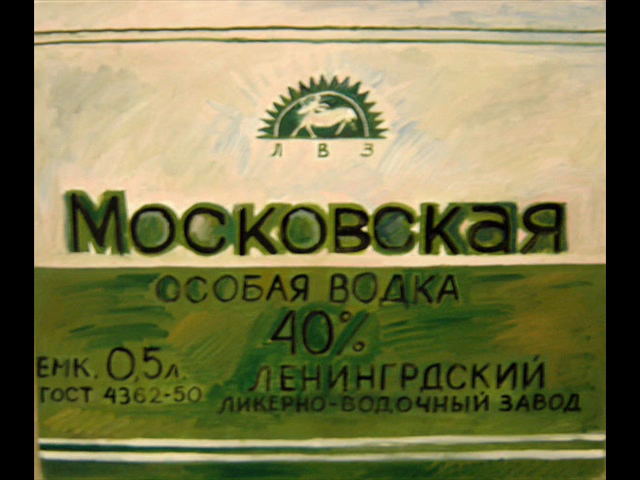 Л В З
Московская
ОСОБАЯ ВОДКА
40%
ЕМК. 0,5л.
ГОСТ 4362-50
ЛЕНИНГРДСКИЙ
ЛИКЕРНО-ВОДОЧНЫЙ ЗАВОД